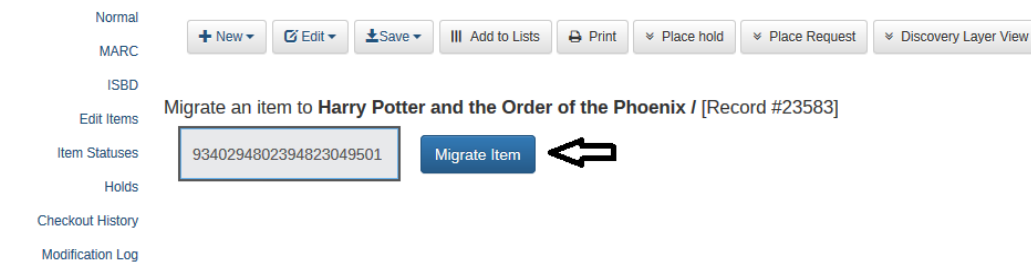 Normal
MARC
ISBD
Edit Items
Item Statuses
Holds
Checkout History
Modification Log
New Edit Save Add to Lists Print Place hold Place Request Discovery Layer View
Migrate an item to Harry Potter and the Order of the Phoenix / [Record #23583]
9340294802394823049501 Migrate Item